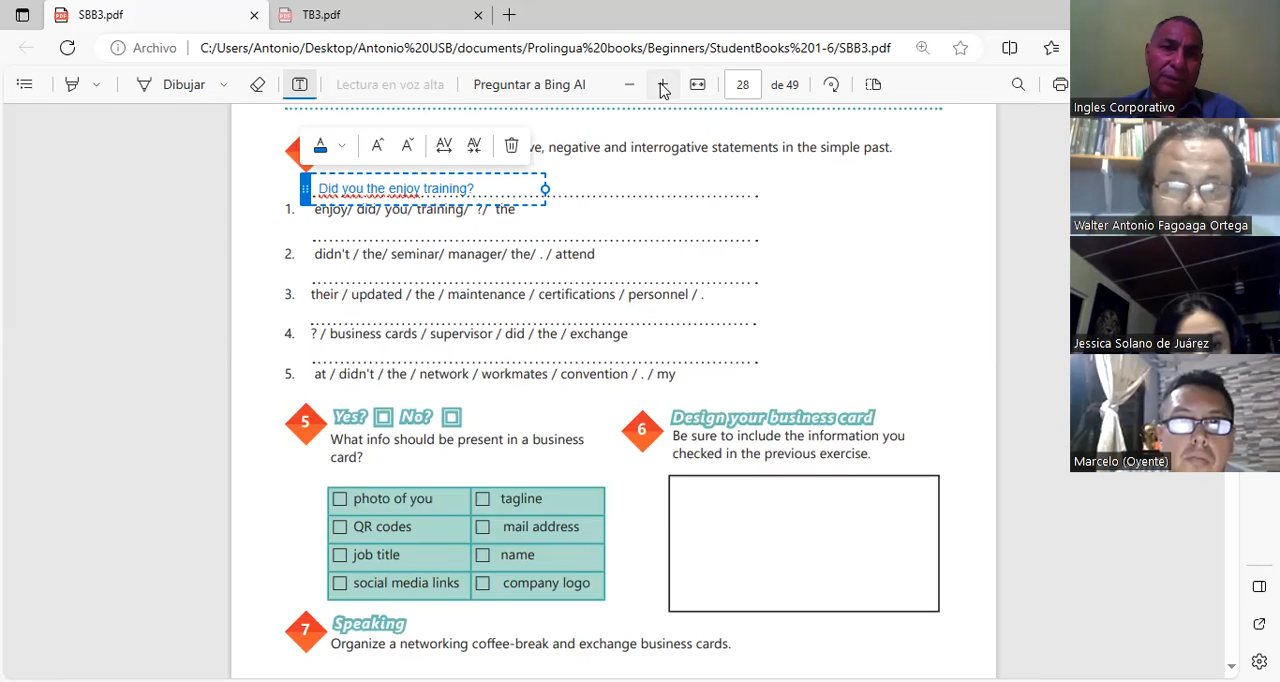 SBB3.pdf
TB3.pdf
Archivo
C:/Users/Antonio/Desktop/Antonio%20USB/documents/Prolingua%20books/Beginners/StudentBooks%201-6/SBB3.pdf
Dibujar
Lectura en voz alta
Preguntar a Bing AI
28
de 49
Ingles Corporativo
Walter Antonio Fagoaga Ortega
Jessica Solano de Juárez
Marcelo (Oyente)
A
AV
AV
negative and interrogative statements in the simple past.
Did you the enjoy training?
1. enjoy/ did/ you/ training/ ?/ the
2. didn't / the/ seminar/ manager/ the/ . / attend
3. their / updated / the / maintenance / certifications / personnel / .
4. ? / business cards / supervisor / did / the / exchange
5. at / didn't / the / network / workmates / convention / . / my
5 Yes? No?
What info should be present in a business
card?
photo of you
tagline
QR codes
mail address
job title
name
social media links
company logo
6 Design your business card
Be sure to include the information you
checked in the previous exercise.
7 Speaking
Organize a networking coffee-break and exchange business cards.